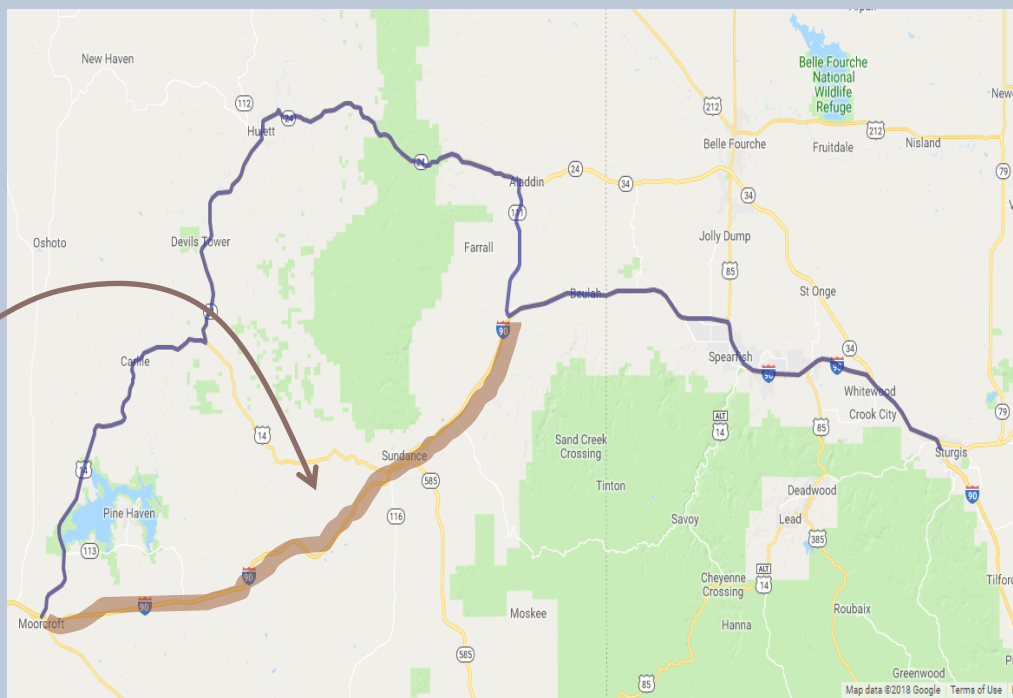 New Haven
112
Hulett
24
24
Aladdin
24
34
111
Belle Fourche
National
Wildlife
Refuge
212
212
Belle Fourche
Fruitdale
Nisland
79
34
Oshoto
Devils Tower
Farrall
Jolly Dump
85
St Onge
Beulah
90
Carlile
34
Spearfish
90
90
Whitewood
Crook City
79
Sturgis
ALT
14
85
14
Sundance
585
Sand Creek
Crossing
Tinton
14
Pine Haven
116
113
Savoy
Deadwood
Lead
385
90
90
90
Moorcroft
Moskee
Cheyenne
Crossing
ALT
14
Hanna
Roubaix
585
85
Greenwood
Map data ©2018 Google
Terms of Use